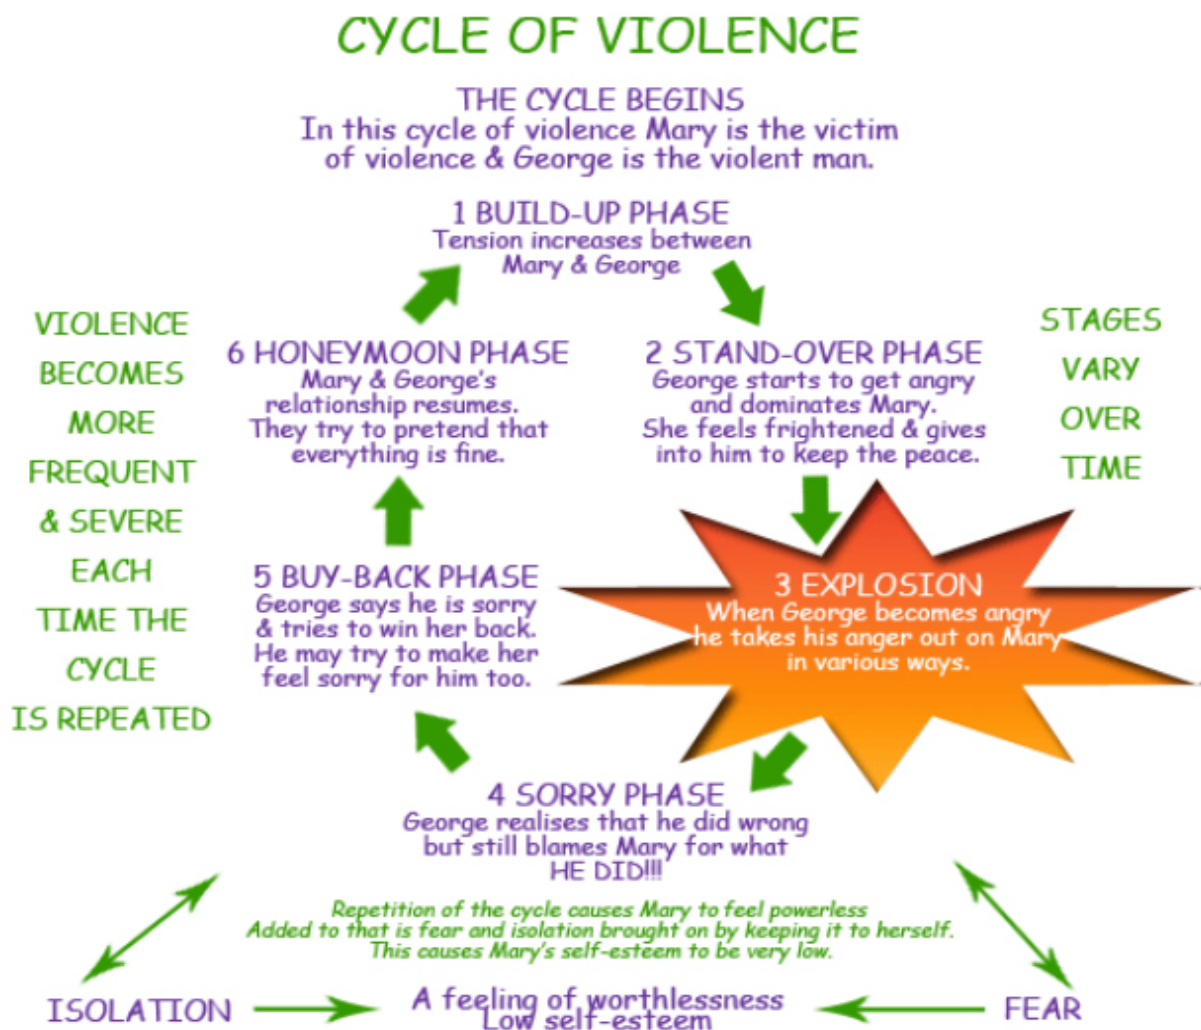 CYCLE OF VIOLENCE
THE CYCLE BEGINS
In this cycle of violence Mary is the victim
of violence & George is the violent man.
1 BUILD-UP PHASE
Tension increases between
Mary & George
2 STAND-OVER PHASE
George starts to get angry
and dominates Mary.
She feels frightened & gives
into him to keep the peace.
3 EXPLOSION
When George becomes angry
he takes his anger out on Mary
in various ways.
4 SORRY PHASE
George realises that he did wrong
but still blames Mary for what
HE DID!!!
5 BUY-BACK PHASE
George says he is sorry
& tries to win her back.
He may try to make her
feel sorry for him too.
6 HONEYMOON PHASE
Mary & George's
relationship resumes.
They try to pretend that
everything is fine.
VIOLENCE
BECOMES
MORE
FREQUENT
& SEVERE
EACH
TIME THE
CYCLE
IS REPEATED
STAGES
VARY
OVER
TIME
Repetition of the cycle causes Mary to feel powerless
Added to that is fear and isolation brought on by keeping it to herself.
This causes Mary's self-esteem to be very low.
ISOLATION
A feeling of worthlessness
Low self-esteem
FEAR